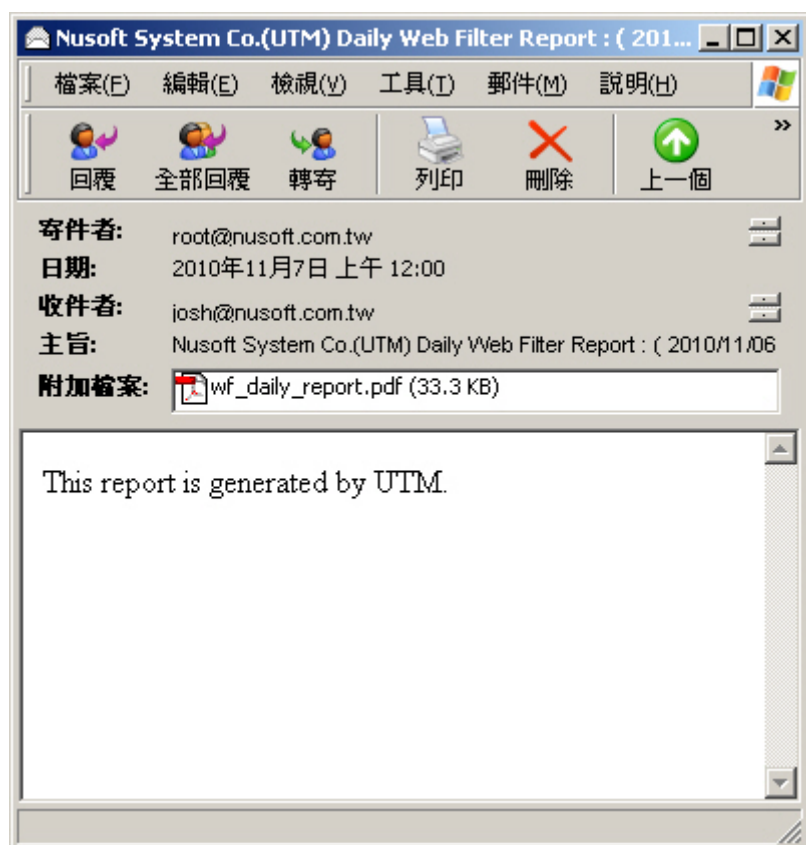 Nusoft System Co.(UTM) Daily Web Filter Report : ( 201...
檔案(F) 編輯(E) 檢視(V) 工具(T) 郵件(M) 說明(H)
回覆 全部回覆 轉寄 列印 刪除 上一個 »
寄件者: root@nusoft.com.tw
日期: 2010年11月7日 上午 12:00
收件者: josh@nusoft.com.tw
主旨: Nusoft System Co.(UTM) Daily Web Filter Report : ( 2010/11/06
附加檔案: wf_daily_report.pdf (33.3 KB)
This report is generated by UTM.